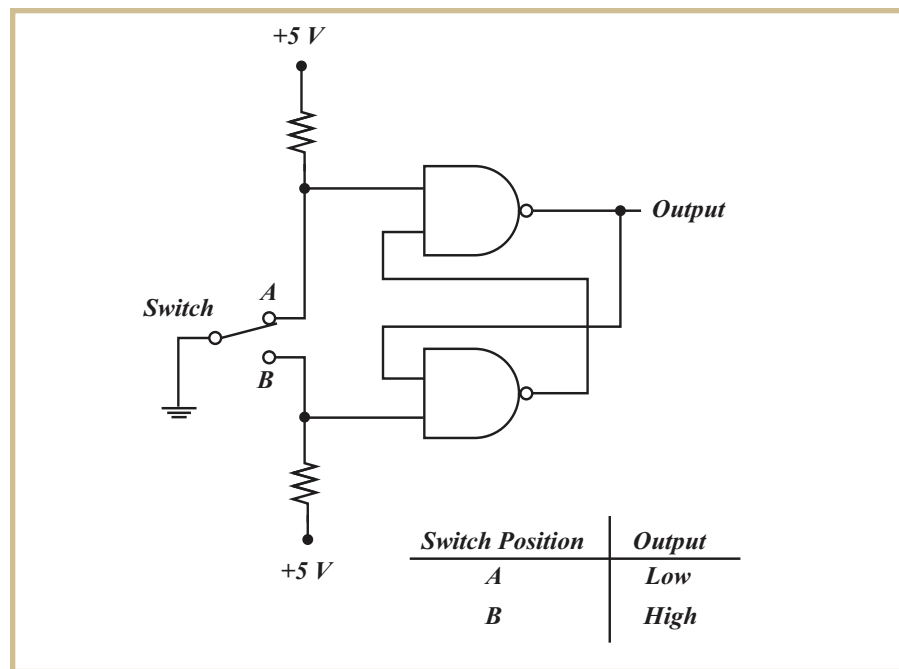 +5 V
Output
A
Switch
B
+5 V
Switch Position Output
A Low
B High